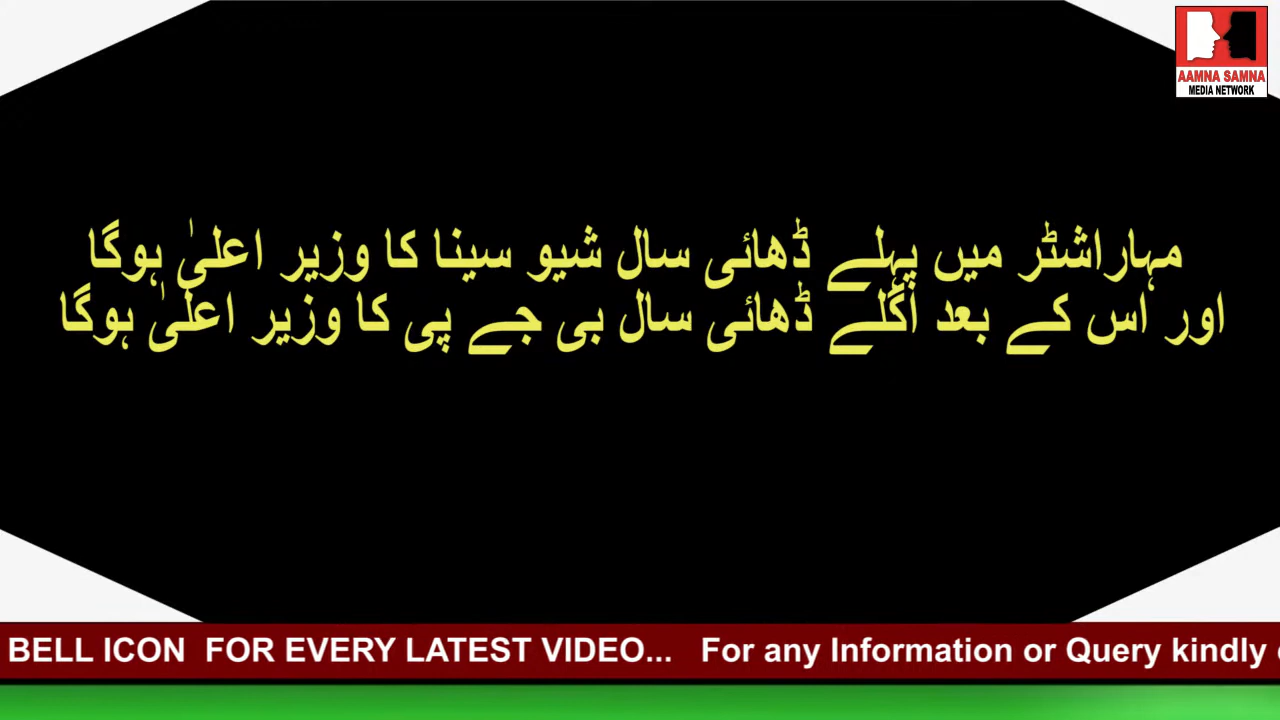 AAMNA SAMNA
MEDIA NETWORK
مہاراشٹر میں پہلے ڈھائی سال شیو سینا کا وزیر اعلیٰ ہوگا
اور اس کے بعد اگلے ڈھائی سال بی جے پی کا وزیر اعلیٰ ہوگا
BELL ICON FOR EVERY LATEST VIDEO... For any Information or Query kindly